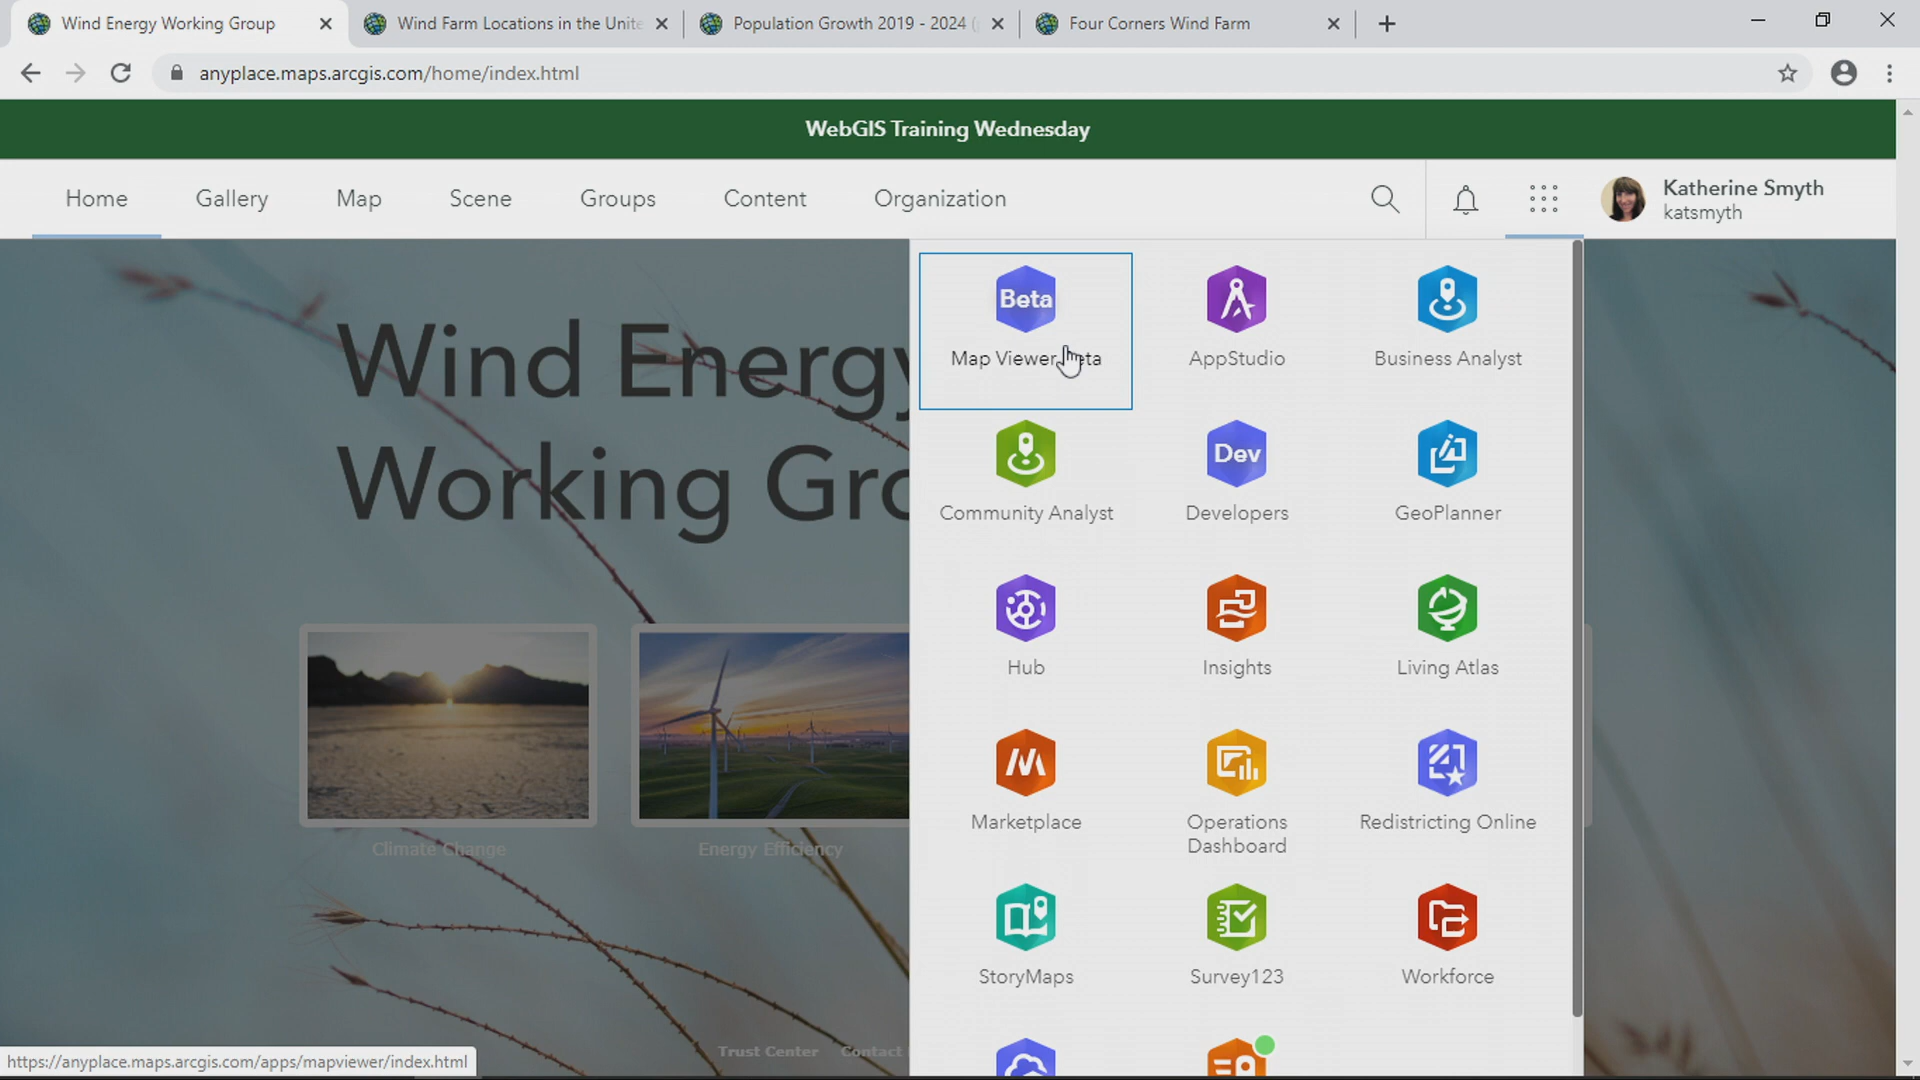 Wind Energy Working Group
Wind Farm Locations in the Unite
Population Growth 2019 - 2024 (
Four Corners Wind Farm
anyplace.maps.arcgis.com/home/index.html
WebGIS Training Wednesday
Home
Gallery
Map
Scene
Groups
Content
Organization
Katherine Smyth
katsmyth
Wind Energy
Working Gro
Beta
Map Viewer Beta
AppStudio
Business Analyst
Community Analyst
Dev
Developers
GeoPlanner
Hub
Insights
Living Atlas
Marketplace
Operations
Dashboard
Redistricting Online
StoryMaps
Survey123
Workforce
Climate Change
Energy Efficiency
Trust Center
Contact
https://anyplace.maps.arcgis.com/apps/mapviewer/index.html